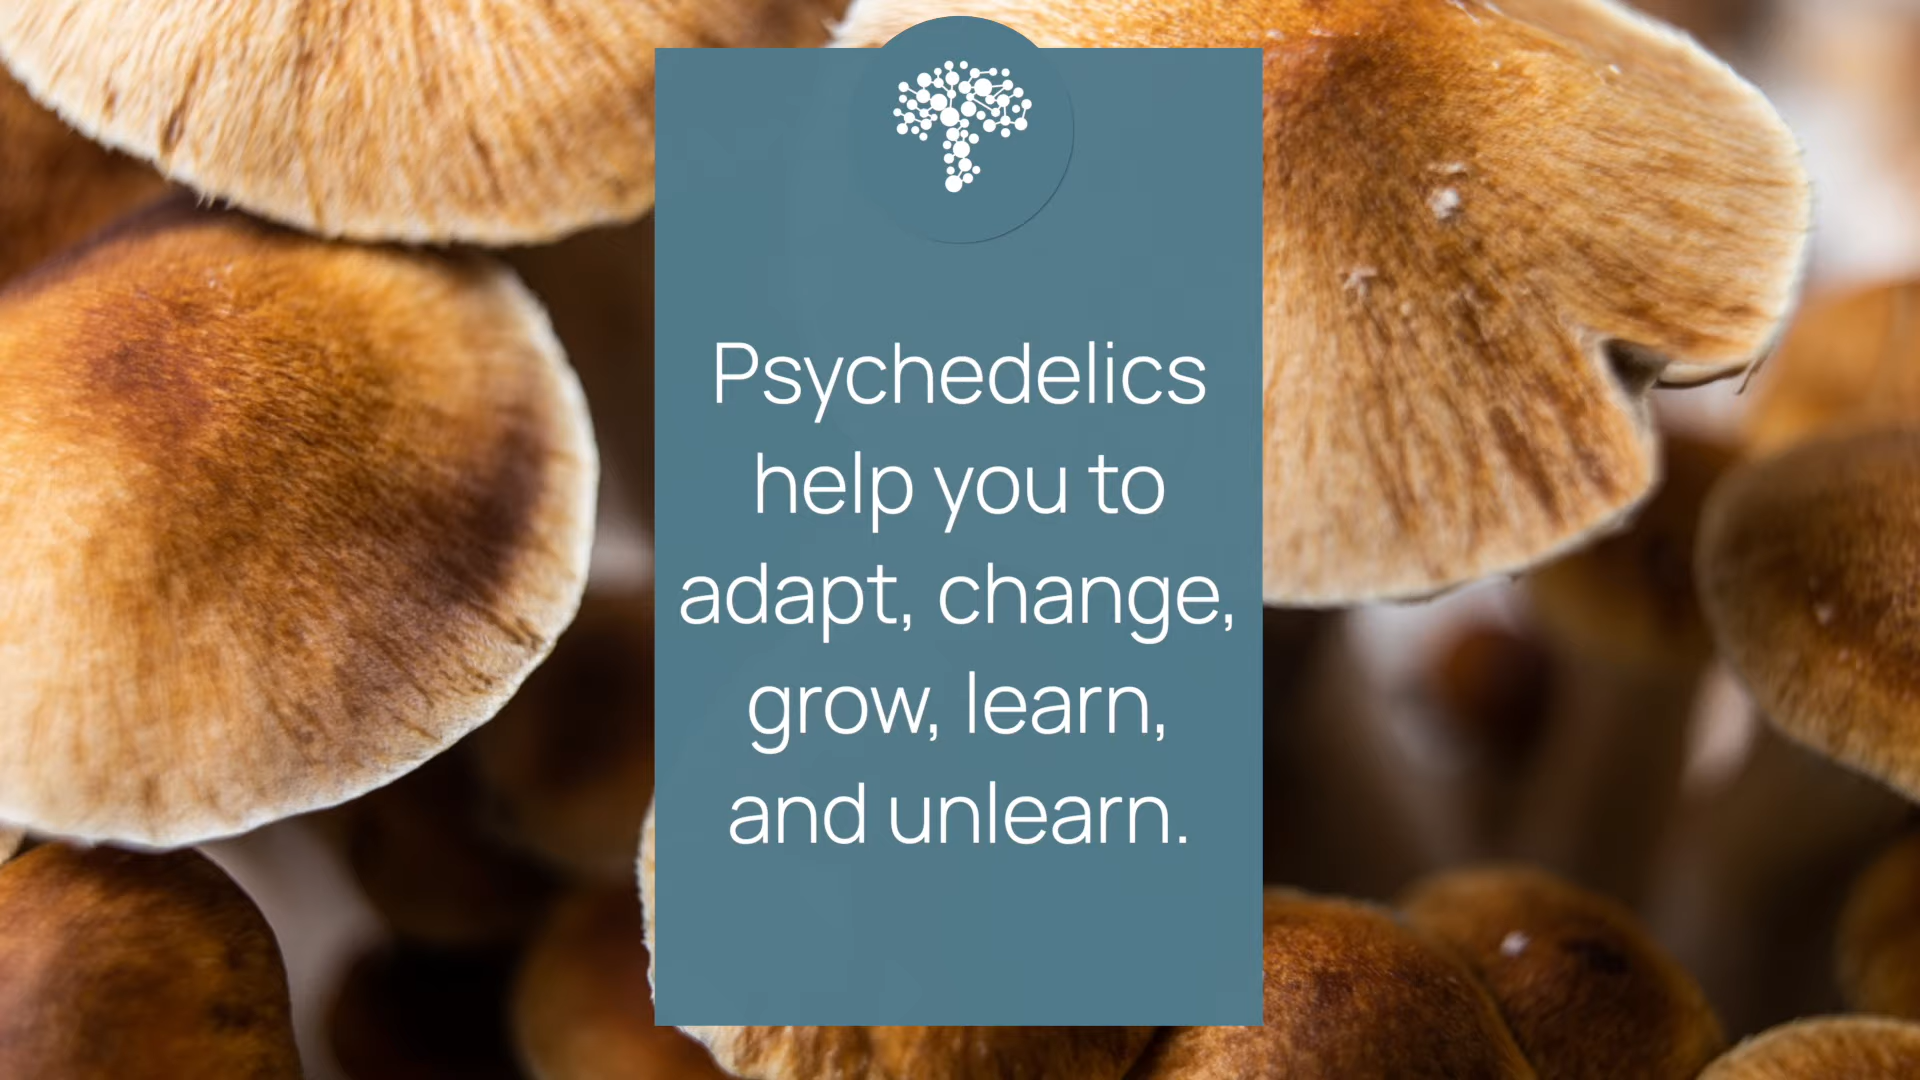 Psychedelics
help you to
adapt, change,
grow, learn,
and unlearn.